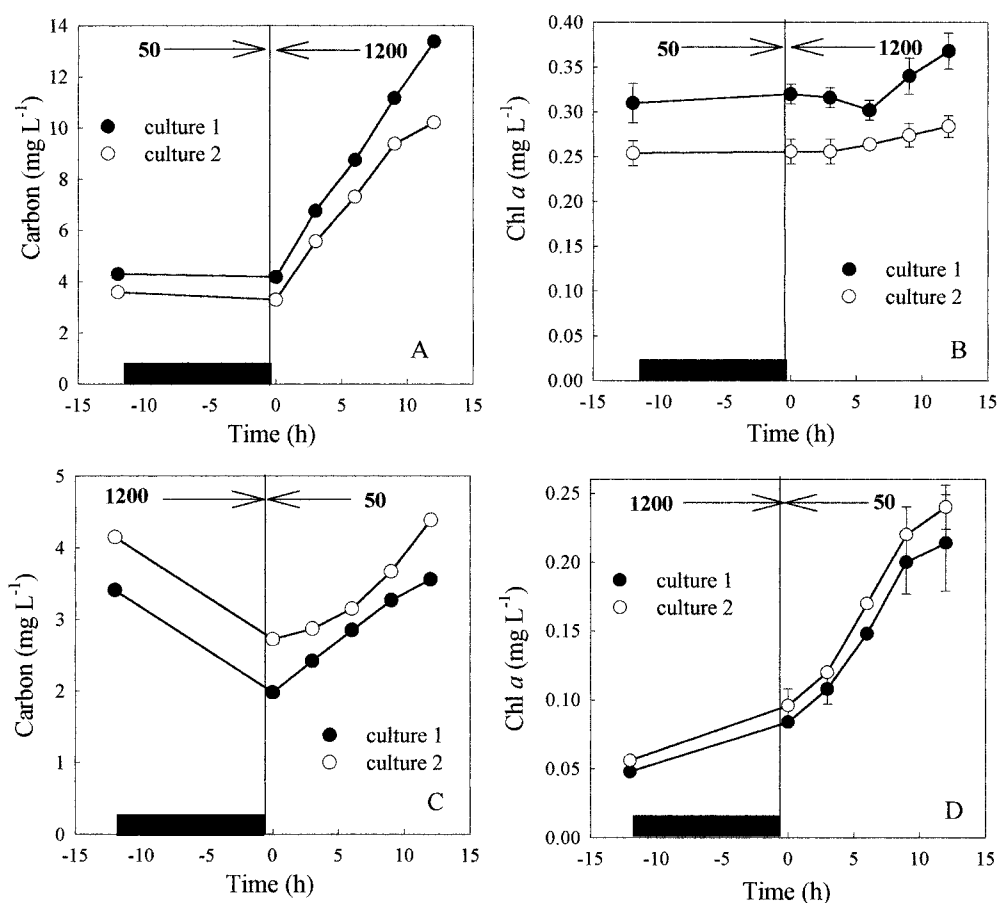 50
1200
Carbon (mg L⁻¹)
14
12
10
8
6
4
2
0
culture 1
culture 2
A
-15 -10 -5 0 5 10 15
Time (h)
50
1200
Chl a (mg L⁻¹)
0.40
0.35
0.30
0.25
0.20
0.15
0.10
0.05
0.00
culture 1
culture 2
B
-15 -10 -5 0 5 10 15
Time (h)
1200
50
Carbon (mg L⁻¹)
5
4
3
2
1
0
culture 1
culture 2
C
-15 -10 -5 0 5 10 15
Time (h)
1200
50
Chl a (mg L⁻¹)
0.25
0.20
0.15
0.10
0.05
0.00
culture 1
culture 2
D
-15 -10 -5 0 5 10 15
Time (h)